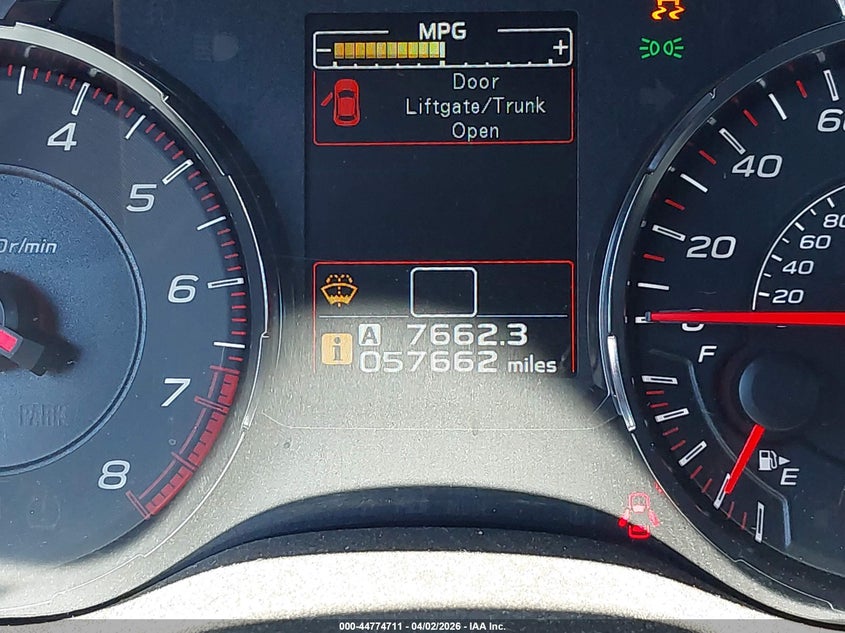 MPG
- +
Door
Liftgate/Trunk
Open
4
5
6
7
8
r/min
PARK
60
40
20
0
80
60
40
20
F
E
i A 7662.3
057662 miles
000-44774711 - 04/02/2026 - IAA Inc.